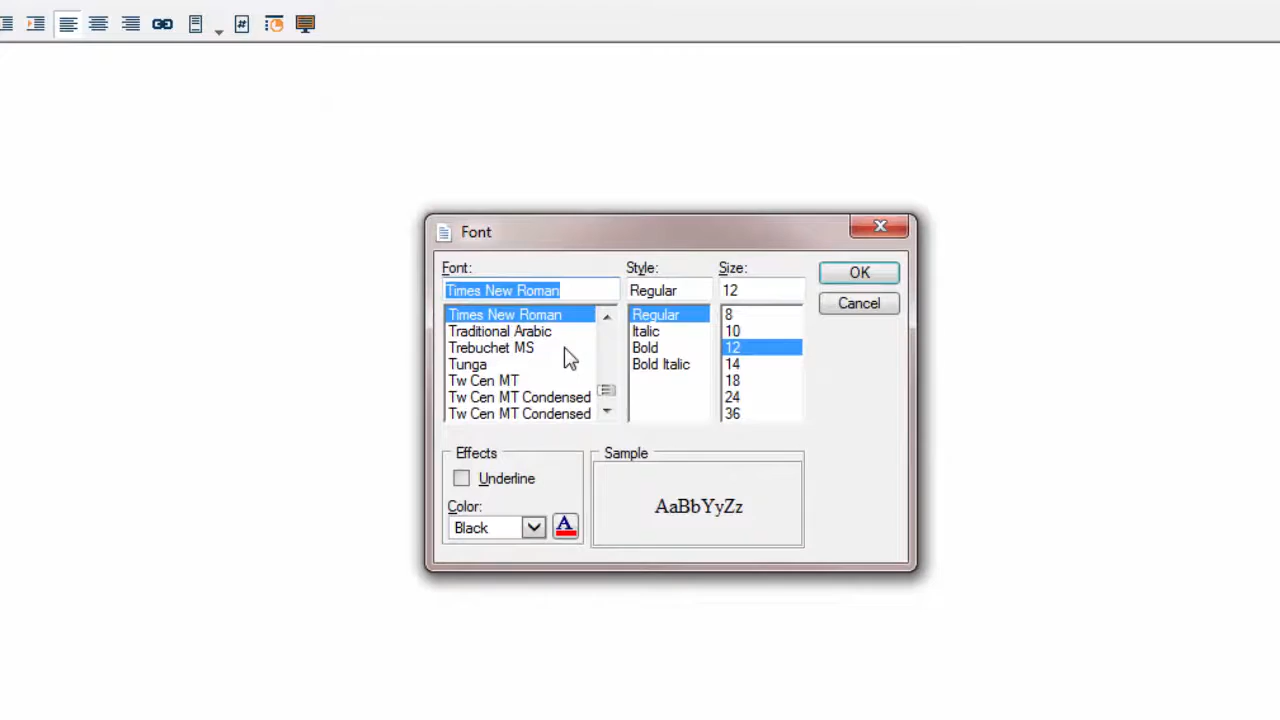 #
Font
Font: Style: Size:
Times New Roman Regular 12 OK
Cancel
Times New Roman Regular 8
Traditional Arabic Italic 10
Trebuchet MS Bold 12
Tunga Bold Italic 14
Tw Cen MT 18
Tw Cen MT Condensed 24
Tw Cen MT Condensed 36
Effects Sample
Underline
Color: AaBbYyZz
Black A